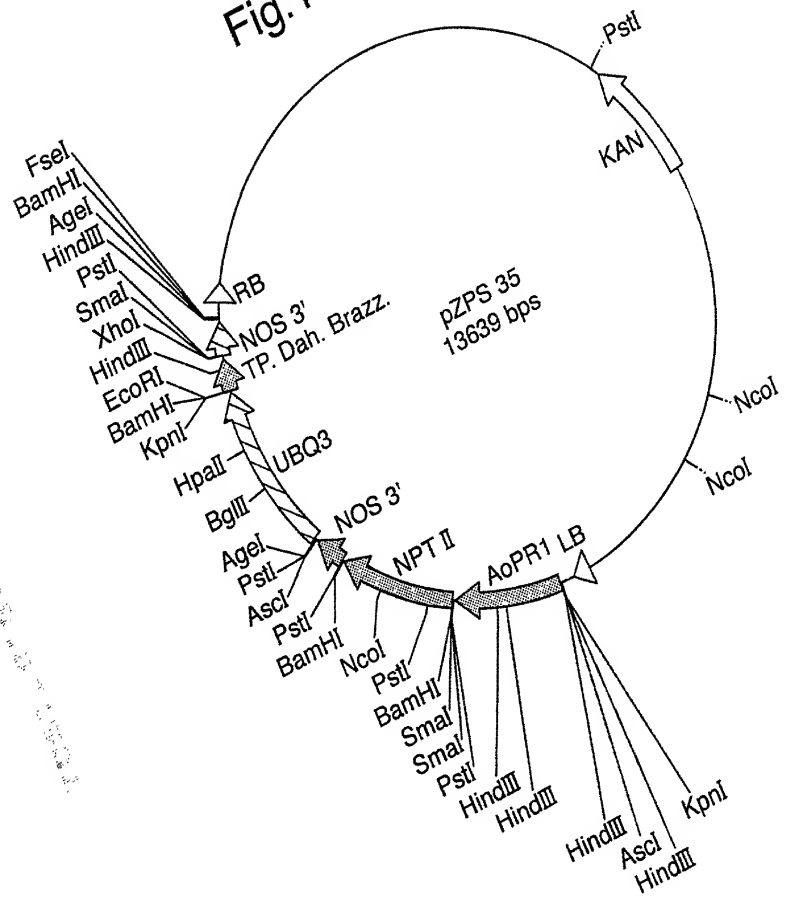 Fig.
PstI
KAN
FseI
BamHI
AgeI
HindIII
PstI
SmaI
XhoI
HindIII
EcoRI
BamHI
KpnI
HpaII
BglII
AgeI
PstI
AscI
PstI
BamHI
NcoI
PstI
BamHI
SmaI
SmaI
PstI
HindIII
HindIII
HindIII
AscI
HindIII
KpnI
RB
NOS 3'
TP. Dah. Brazz.
UBQ3
NOS 3'
NPT II
AoPR1
LB
pZPS 35
13639 bps
NcoI
NcoI